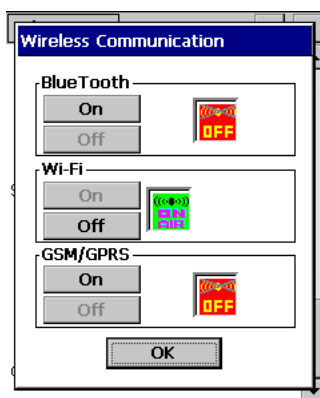 Wireless Communication
BlueTooth
On
OFF
Off
Wi-Fi
On
ON
AIR
Off
GSM/GPRS
On
OFF
Off
OK